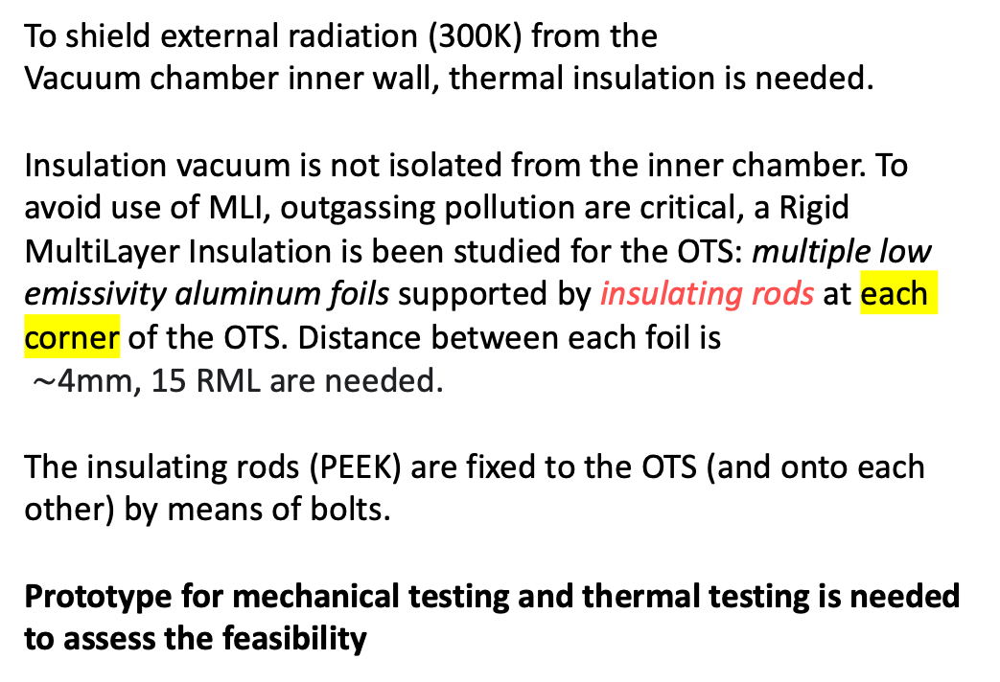 To shield external radiation (300K) from the
Vacuum chamber inner wall, thermal insulation is needed.
Insulation vacuum is not isolated from the inner chamber. To
avoid use of MLI, outgassing pollution are critical, a Rigid
MultiLayer Insulation is been studied for the OTS: multiple low
emissivity aluminum foils supported by insulating rods at each
corner of the OTS. Distance between each foil is
~4mm, 15 RML are needed.
The insulating rods (PEEK) are fixed to the OTS (and onto each
other) by means of bolts.
Prototype for mechanical testing and thermal testing is needed
to assess the feasibility